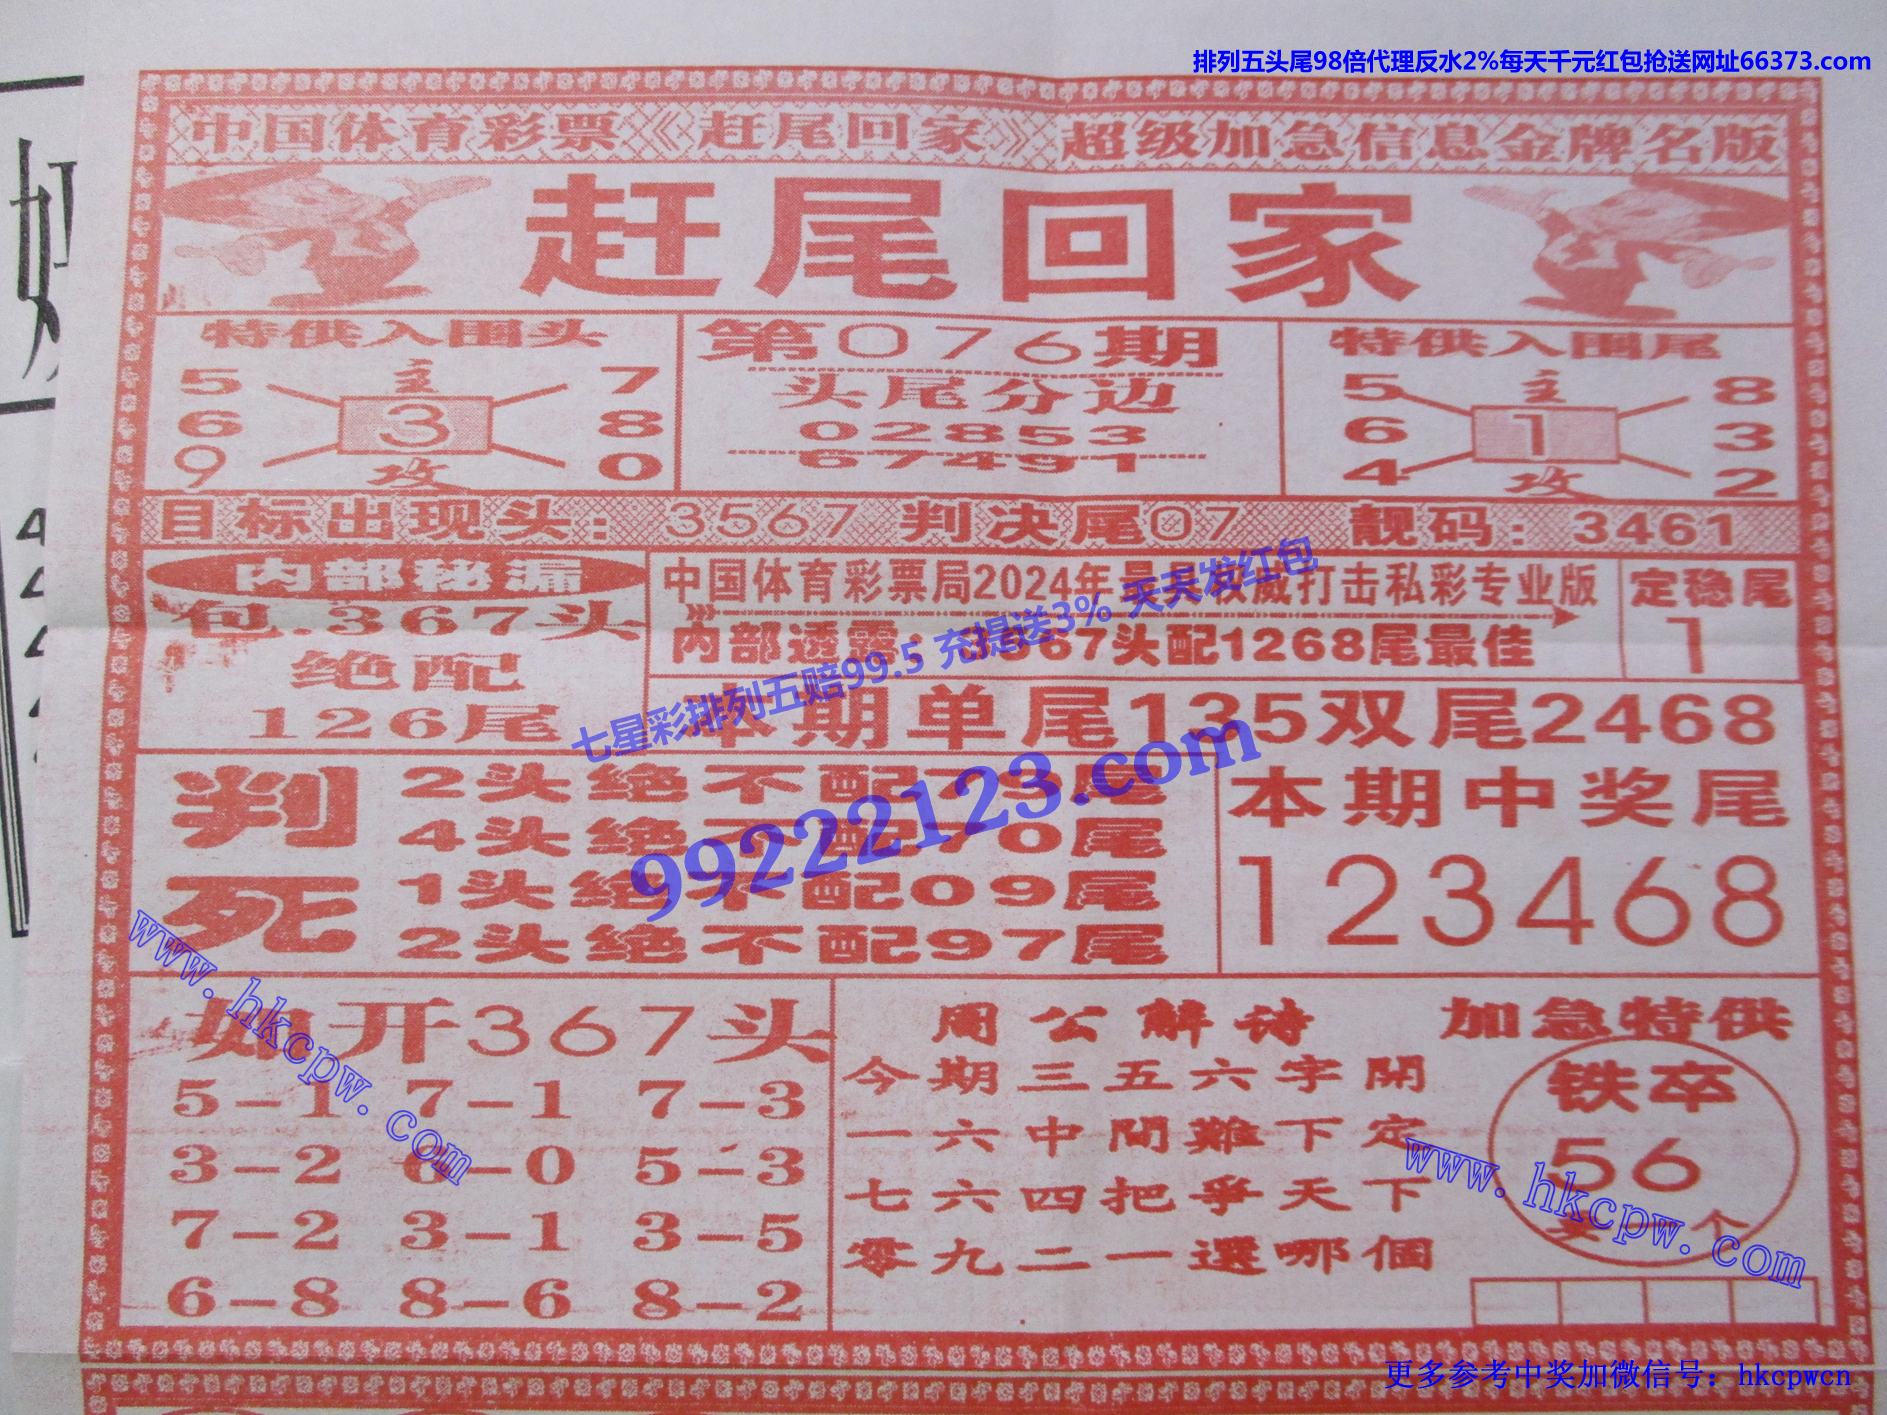 排列五头尾98倍代理反水2%每天千元红包抢送网址66373.com
中国体育彩票《赶尾回家》超级加急信息金牌名版
赶尾回家
特供入围头
主
5 7
6 3 8
9 0
攻
第076期
头尾分边
02853
67491
特供入围尾
主
5 8
6 1 3
4 2
攻
目标出现头：3567 判决尾07 靓码：3461
内部秘漏
包.367头
绝配
126尾
中国体育彩票局2024年最 权威打击私彩专业版
内部透露： 67头配1268尾最佳
定稳尾
1
本期单尾135双尾2468
判死
2头绝不配79尾
4头绝不配70尾
1头绝不配09尾
2头绝不配97尾
本期中奖尾
123468
如开367头
5-1 7-1 7-3
3-2 6-0 5-3
7-2 3-1 3-5
6-8 8-6 8-2
周公解诗
今期三五六字開
一六中間難下定
七六四把爭天下
零九二一選哪個
加急特供
铁卒
56
个
七星彩排列五赔99.5 充提送3% 天天发红包
99222123.com
www.hkcpw.com
www.hkcpw.com
更多参考中奖加微信号：hkcpwcn